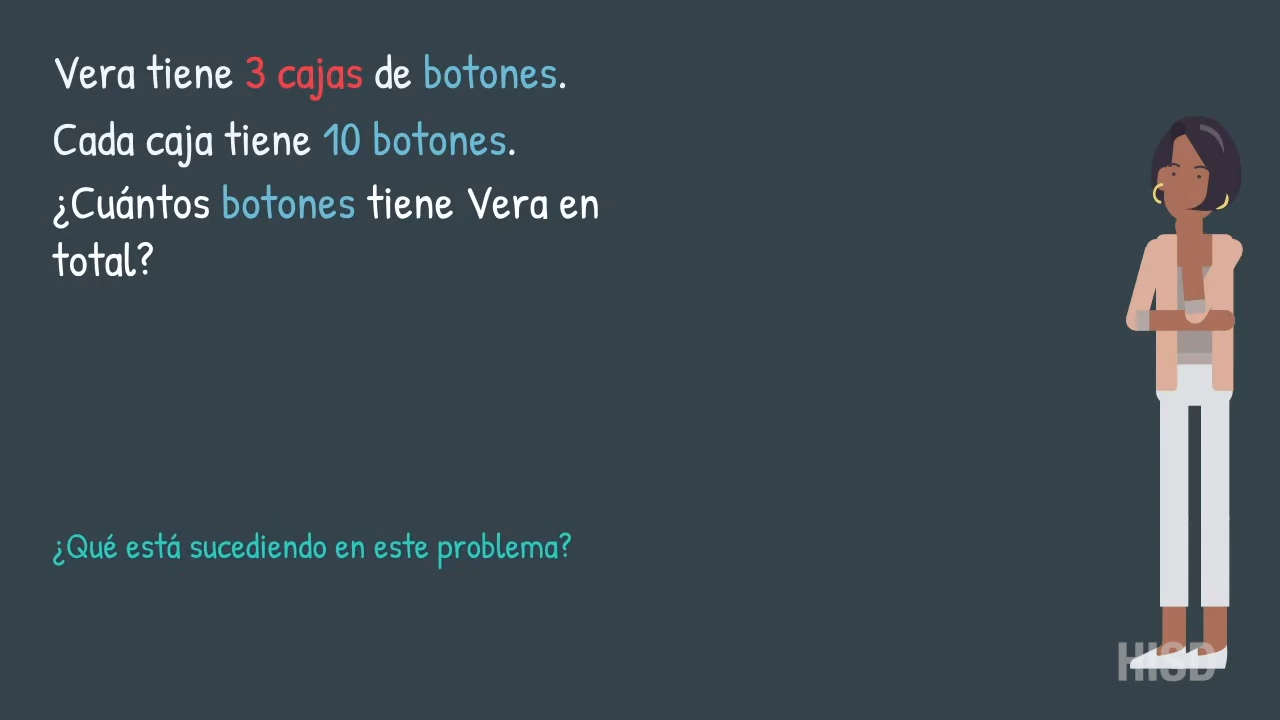 Vera tiene 3 cajas de botones.
Cada caja tiene 10 botones.
¿Cuántos botones tiene Vera en
total?
¿Qué está sucediendo en este problema?
HISD